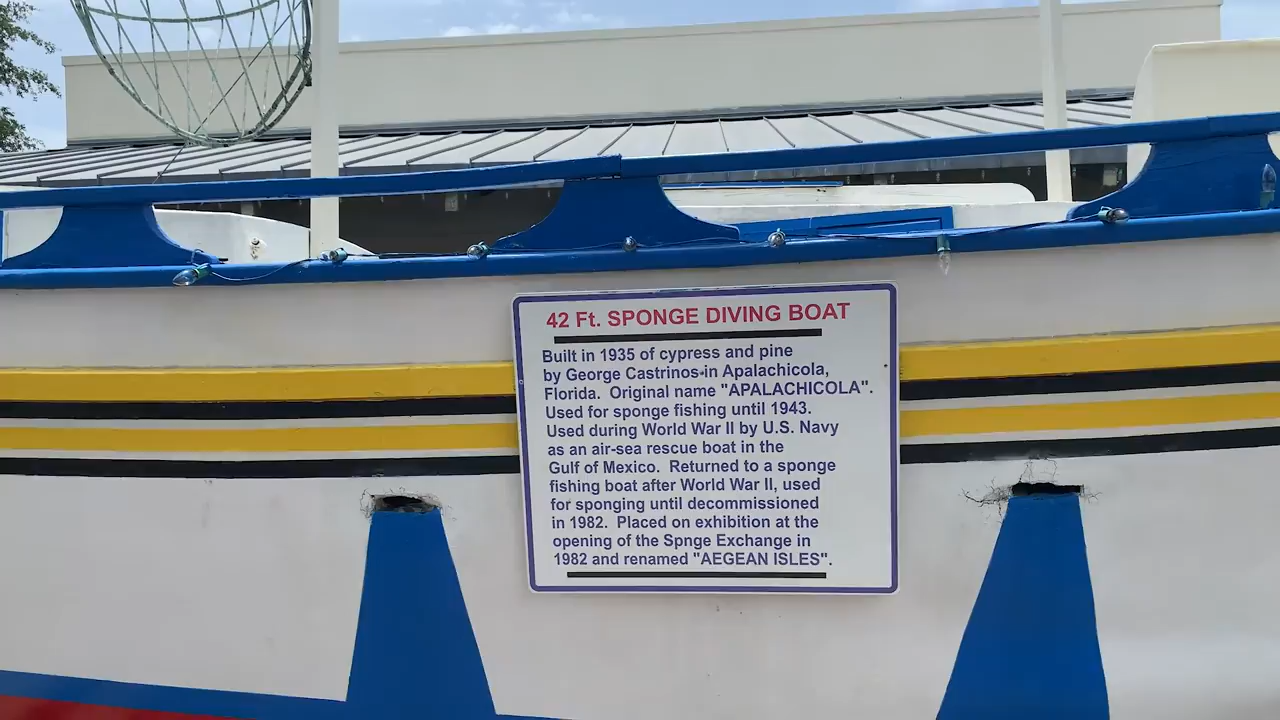 42 Ft. SPONGE DIVING BOAT
Built in 1935 of cypress and pine
by George Castrinos-in Apalachicola,
Florida. Original name "APALACHICOLA".
Used for sponge fishing until 1943.
Used during World War II by U.S. Navy
as an air-sea rescue boat in the
Gulf of Mexico. Returned to a sponge
fishing boat after World War II, used
for sponging until decommissioned
in 1982. Placed on exhibition at the
opening of the Spnge Exchange in
1982 and renamed "AEGEAN ISLES".